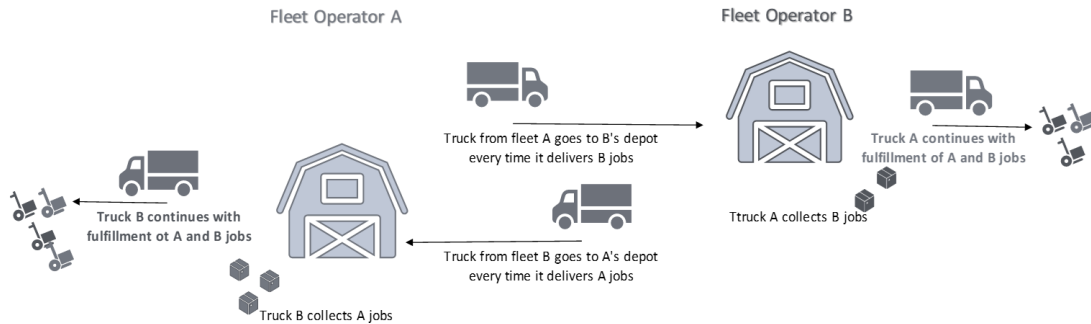 Fleet Operator A
Fleet Operator B
Truck from fleet A goes to B's depot
every time it delivers B jobs
Truck A continues with
fulfillment of A and B jobs
Ttruck A collects B jobs
Truck B continues with
fulfillment ot A and B jobs
Truck from fleet B goes to A's depot
every time it delivers A jobs
Truck B collects A jobs